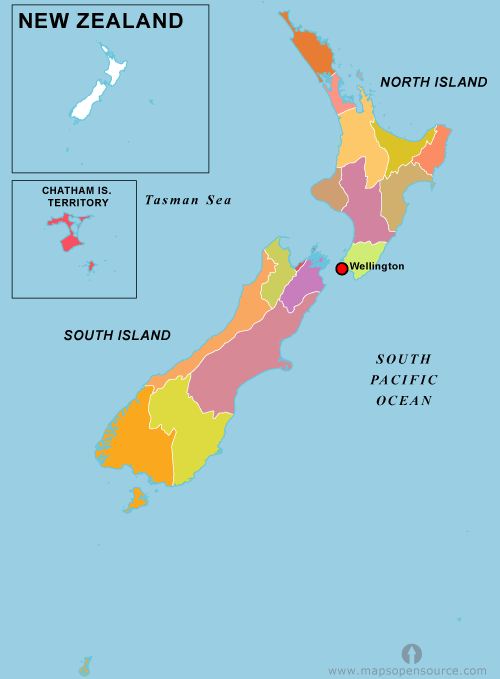 NEW ZEALAND
NORTH ISLAND
CHATHAM IS.
TERRITORY
Tasman Sea
Wellington
SOUTH ISLAND
SOUTH
PACIFIC
OCEAN
www.mapsopensource.com